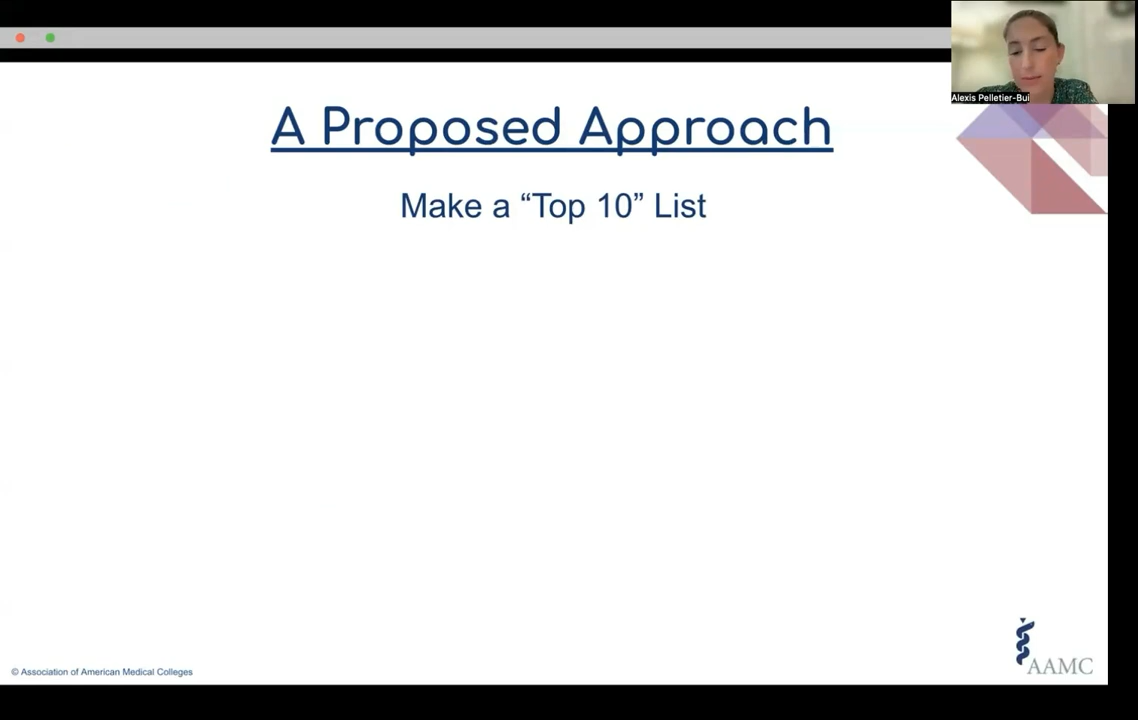 Alexis Pelletier-Bui
A Proposed Approach
Make a “Top 10” List
© Association of American Medical Colleges
AAMC